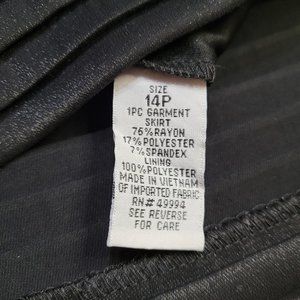 SIZE
14P
1PC GARMENT
SKIRT
76%RAYON
17%POLYESTER
7%SPANDEX
LINING
100%POLYESTER
MADE IN VIETNAM
OF IMPORTED FABRIC
RN# 49994
SEE REVERSE
FOR CARE